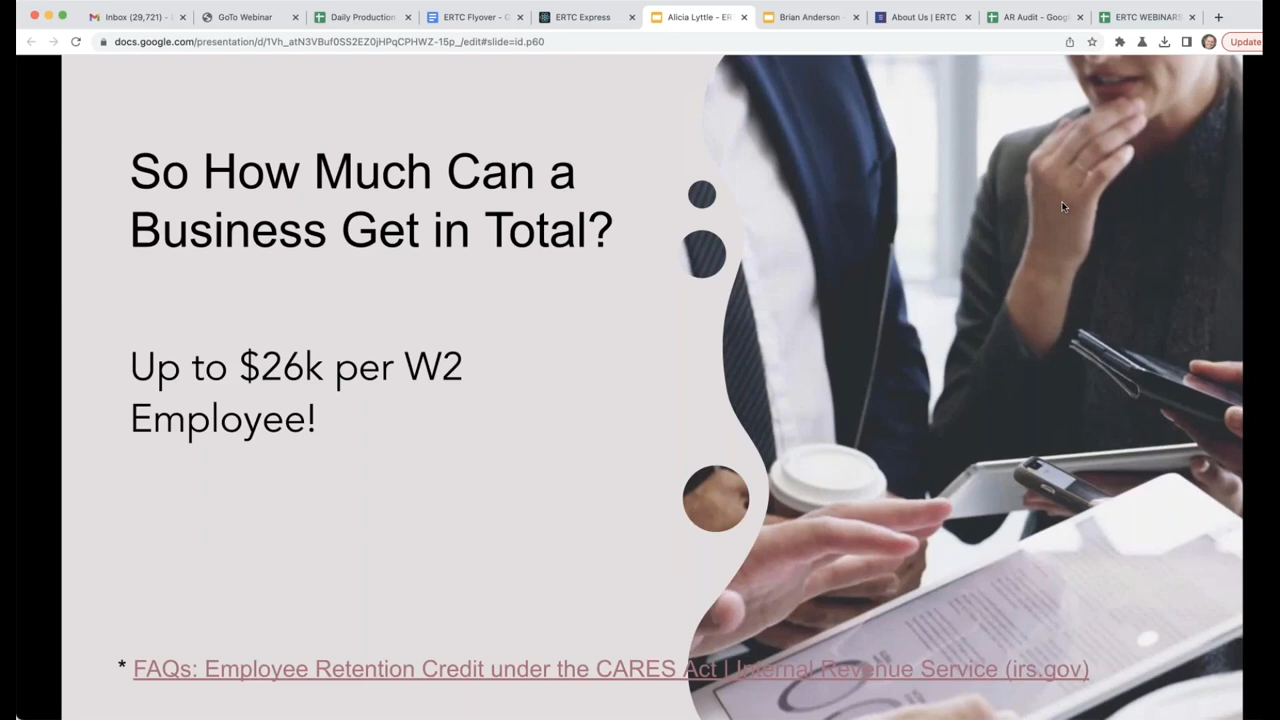 Inbox (29,721) -
GoTo Webinar
Daily Production
ERTC Flyover - G
ERTC Express
Alicia Lyttle - ER
Brian Anderson -
About Us | ERTC
AR Audit - Goog
ERTC WEBINARS
docs.google.com/presentation/d/1Vh_atN3VBuf0SS2EZ0jHPqCPHWZ-15p_/edit#slide=id.p60
Update
So How Much Can a
Business Get in Total?
Up to $26k per W2
Employee!
* FAQs: Employee Retention Credit under the CARES Act | Internal Revenue Service (irs.gov)